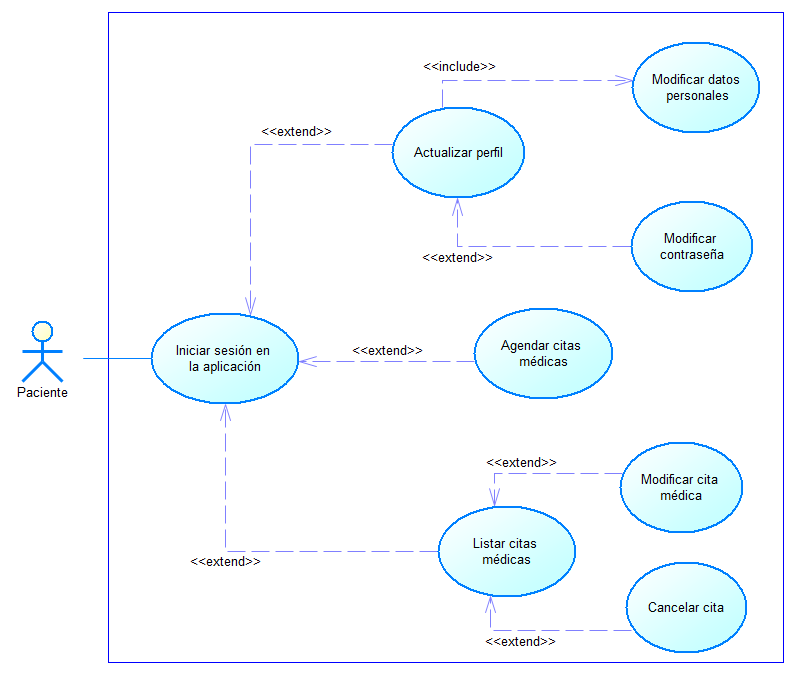 <<include>>
Modificar datos
personales
<<extend>>
Actualizar perfil
Modificar
contraseña
<<extend>>
Iniciar sesión en
la aplicación
<<extend>>
Agendar citas
médicas
Paciente
<<extend>>
Modificar cita
médica
Listar citas
médicas
<<extend>>
Cancelar cita
<<extend>>